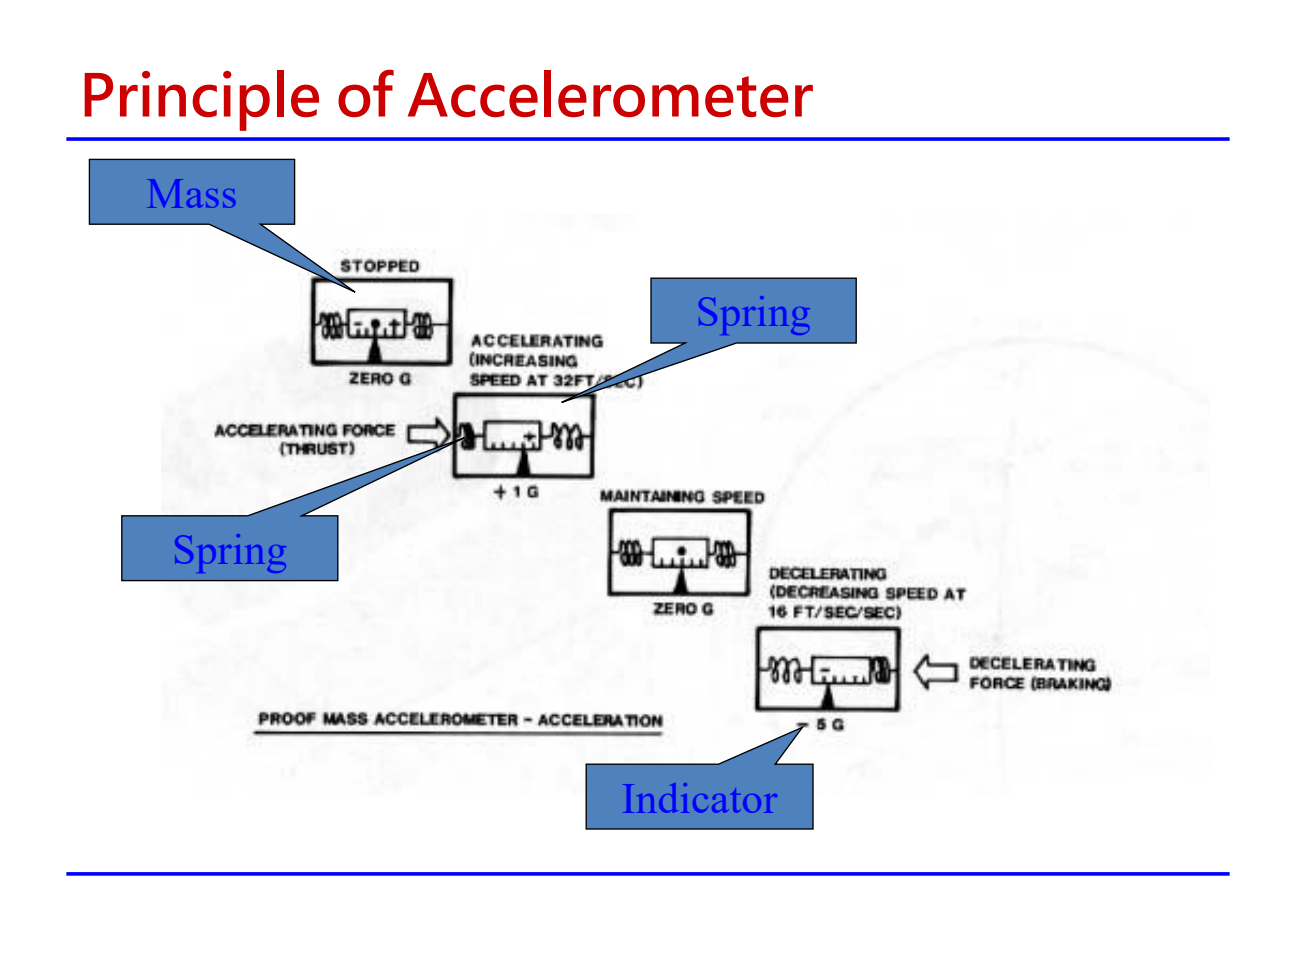 Principle of Accelerometer
Mass
STOPPED
- +
ZERO G
Spring
ACCELERATING
(INCREASING
SPEED AT 32FT/SEC)
ACCELERATING FORCE
(THRUST)
+
+ 1 G
Spring
MAINTAINING SPEED
ZERO G
DECELERATING
(DECREASING SPEED AT
16 FT/SEC/SEC)
-
DECELERATING
FORCE (BRAKING)
- 5 G
PROOF MASS ACCELEROMETER - ACCELERATION
Indicator